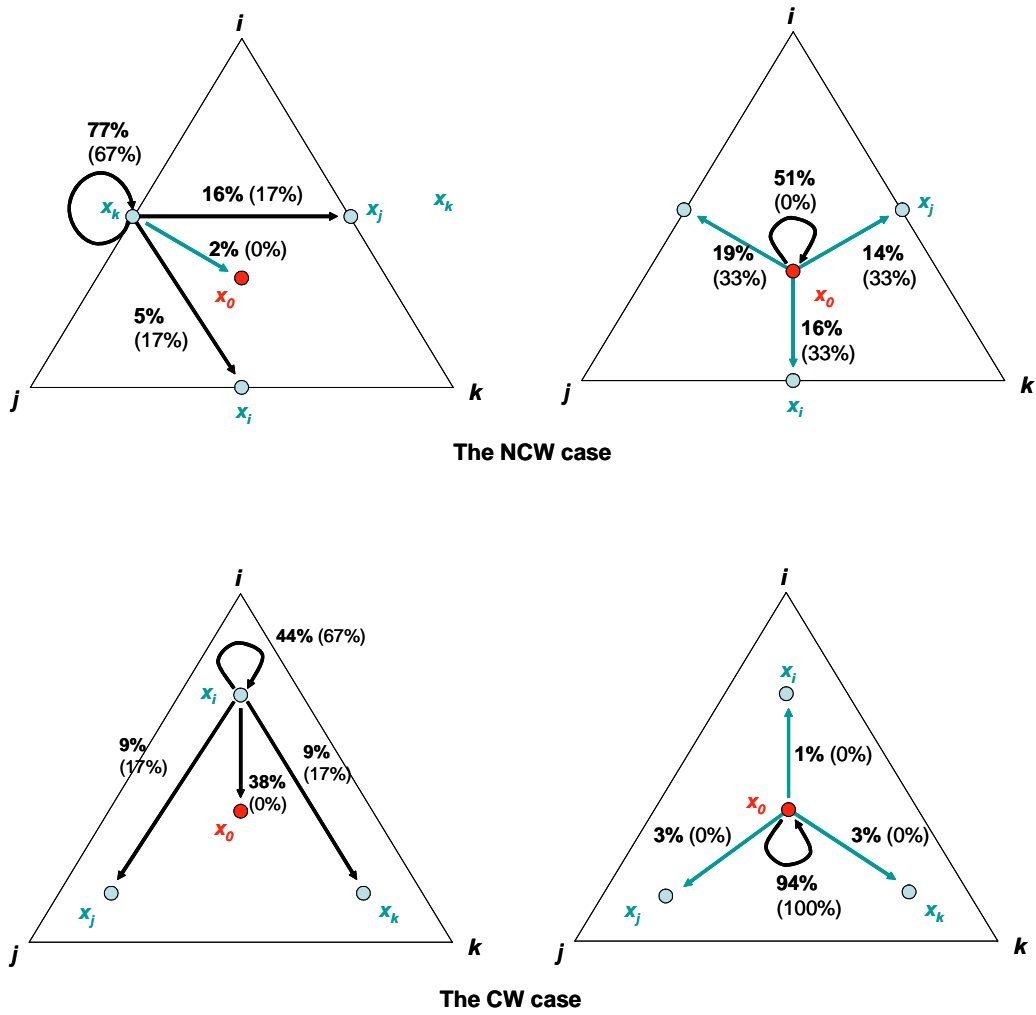 i
77%
(67%)
16% (17%)
x_k
x_j
x_k
2% (0%)
x_0
5%
(17%)
j
k
x_i
i
51%
(0%)
x_j
19%
(33%)
14%
(33%)
x_0
16%
(33%)
j
k
x_i
The NCW case
i
44% (67%)
x_i
9%
(17%)
9%
(17%)
38%
(0%)
x_0
x_j
x_k
j
k
i
x_i
1% (0%)
x_0
3% (0%)
3% (0%)
94%
(100%)
x_j
x_k
j
k
The CW case